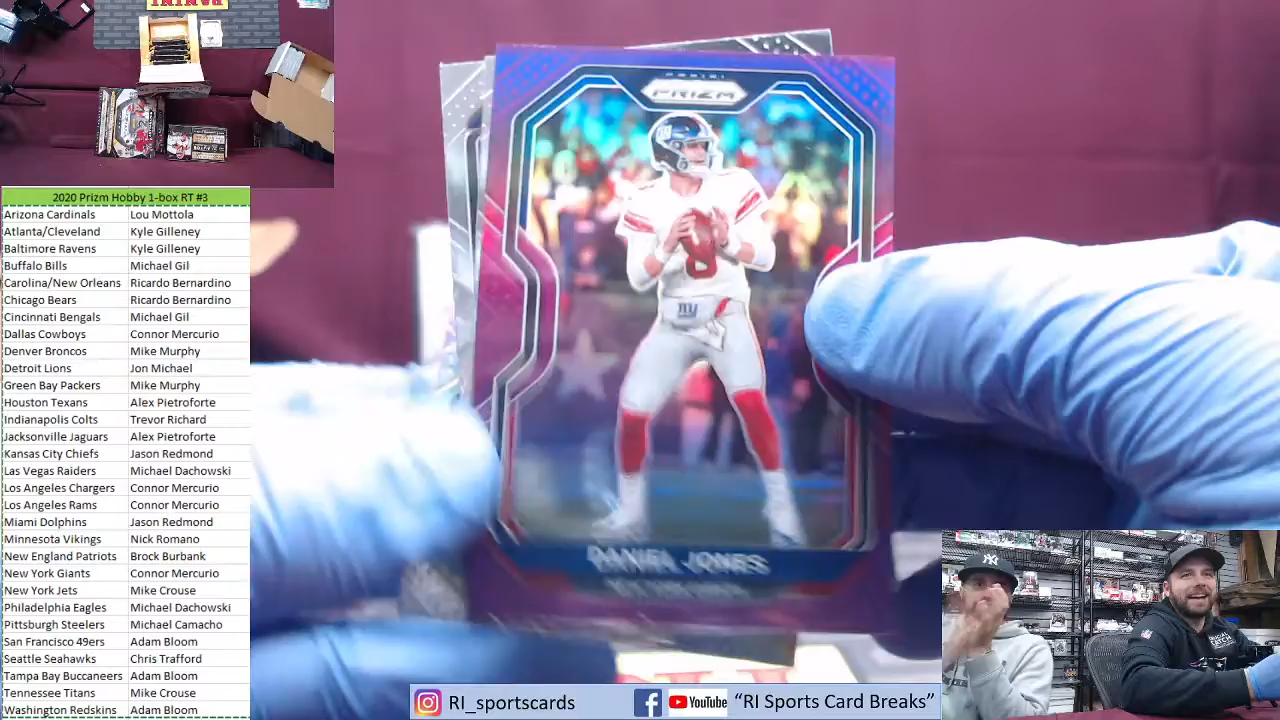 PANINI
2020 Prizm Hobby 1-box RT #3
Arizona Cardinals Lou Mottola
Atlanta/Cleveland Kyle Gilleney
Baltimore Ravens Kyle Gilleney
Buffalo Bills Michael Gil
Carolina/New Orleans Ricardo Bernardino
Chicago Bears Ricardo Bernardino
Cincinnati Bengals Michael Gil
Dallas Cowboys Connor Mercurio
Denver Broncos Mike Murphy
Detroit Lions Jon Michael
Green Bay Packers Mike Murphy
Houston Texans Alex Pietroforte
Indianapolis Colts Trevor Richard
Jacksonville Jaguars Alex Pietroforte
Kansas City Chiefs Jason Redmond
Las Vegas Raiders Michael Dachowski
Los Angeles Chargers Connor Mercurio
Los Angeles Rams Connor Mercurio
Miami Dolphins Jason Redmond
Minnesota Vikings Nick Romano
New England Patriots Brock Burbank
New York Giants Connor Mercurio
New York Jets Mike Crouse
Philadelphia Eagles Michael Dachowski
Pittsburgh Steelers Michael Camacho
San Francisco 49ers Adam Bloom
Seattle Seahawks Chris Trafford
Tampa Bay Buccaneers Adam Bloom
Tennessee Titans Mike Crouse
Washington Redskins Adam Bloom
PANINI
PRIZM
8
NY
DANIEL JONES
NY
RI_sportscards
YouTube
"RI Sports Card Breaks"